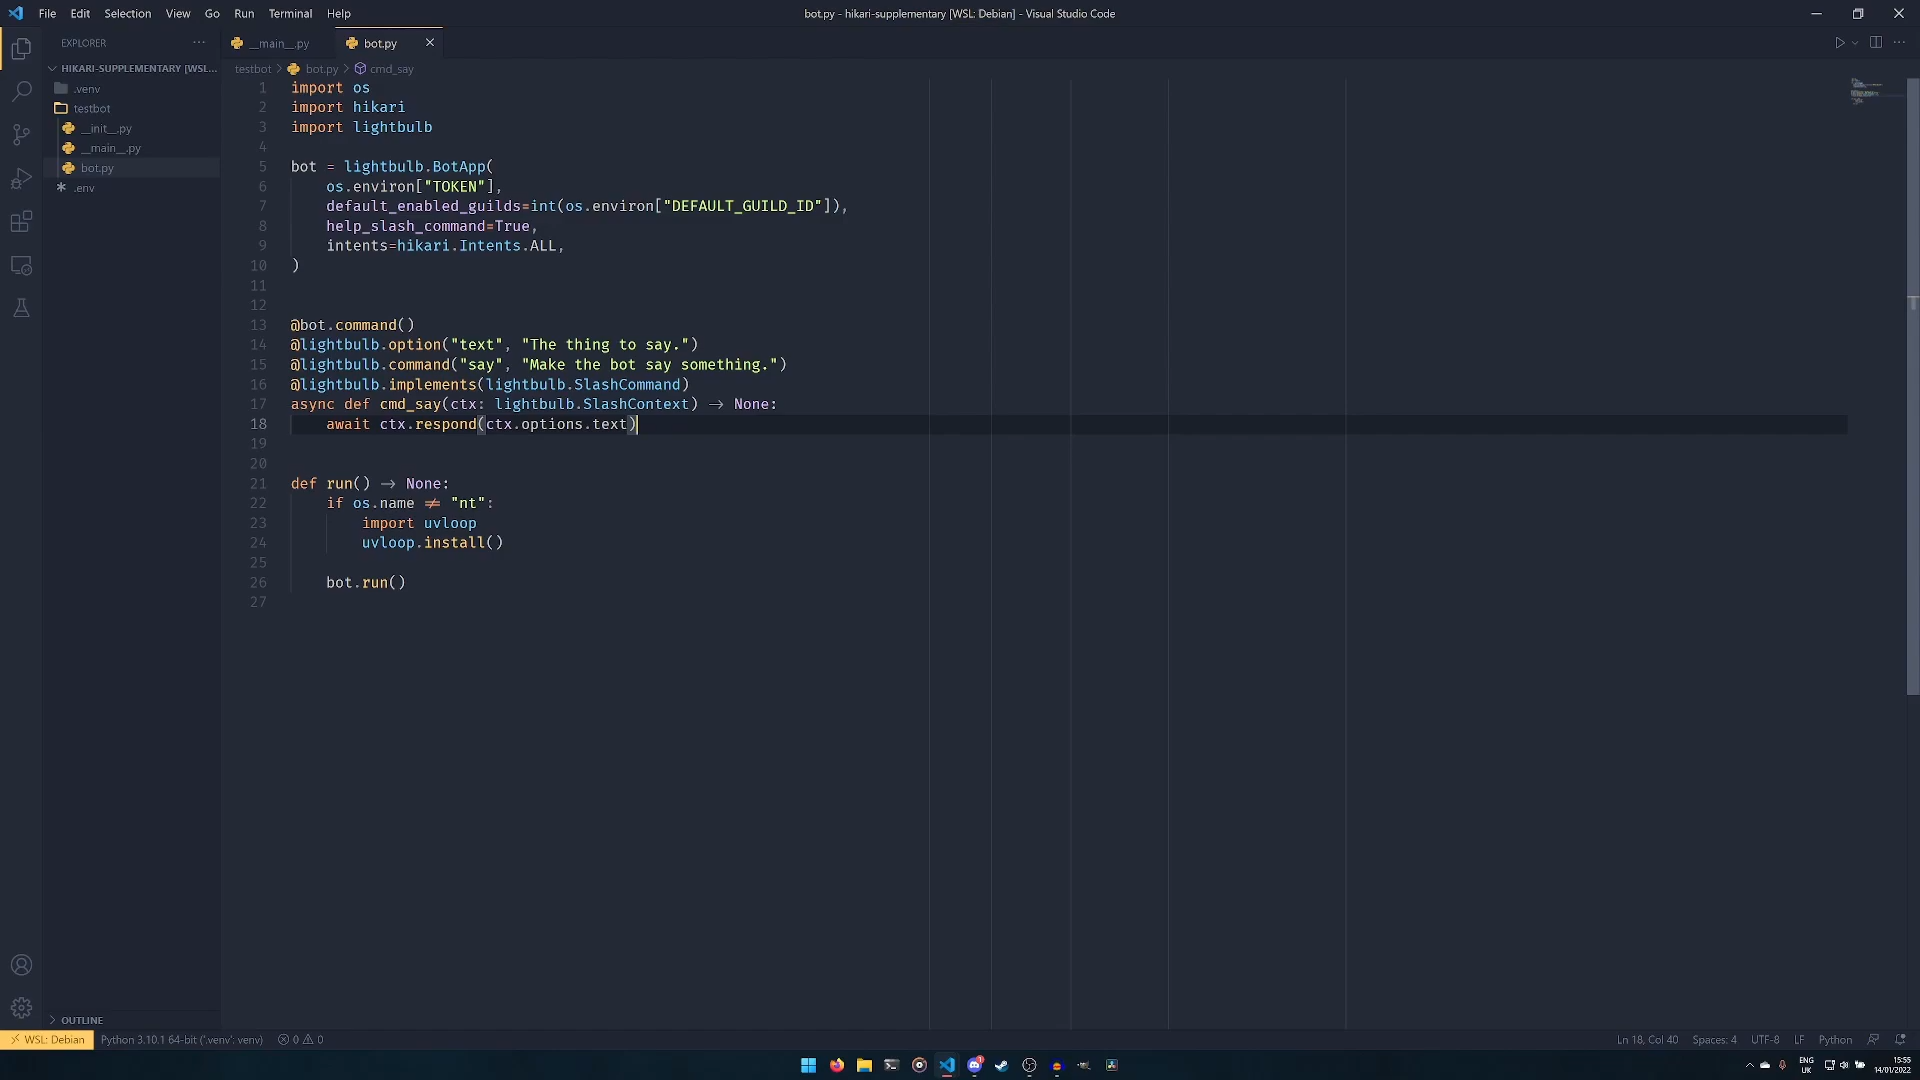 File Edit Selection View Go Run Terminal Help
bot.py - hikari-supplementary [WSL: Debian] - Visual Studio Code
EXPLORER ···
HIKARI-SUPPLEMENTARY [WSL...
.venv
testbot
__init__.py
__main__.py
bot.py
.env
OUTLINE
__main__.py bot.py
testbot > bot.py > cmd_say
1 import os
2 import hikari
3 import lightbulb
4
5 bot = lightbulb.BotApp(
6 os.environ["TOKEN"],
7 default_enabled_guilds=int(os.environ["DEFAULT_GUILD_ID"]),
8 help_slash_command=True,
9 intents=hikari.Intents.ALL,
10 )
11
12
13 @bot.command()
14 @lightbulb.option("text", "The thing to say.")
15 @lightbulb.command("say", "Make the bot say something.")
16 @lightbulb.implements(lightbulb.SlashCommand)
17 async def cmd_say(ctx: lightbulb.SlashContext) -> None:
18 await ctx.respond(ctx.options.text)
19
20
21 def run() -> None:
22 if os.name != "nt":
23 import uvloop
24 uvloop.install()
25
26 bot.run()
27
WSL: Debian Python 3.10.1 64-bit ('.venv': venv) 0 0 Ln 18, Col 40 Spaces: 4 UTF-8 LF Python
ENG
UK
15:55
14/01/2022